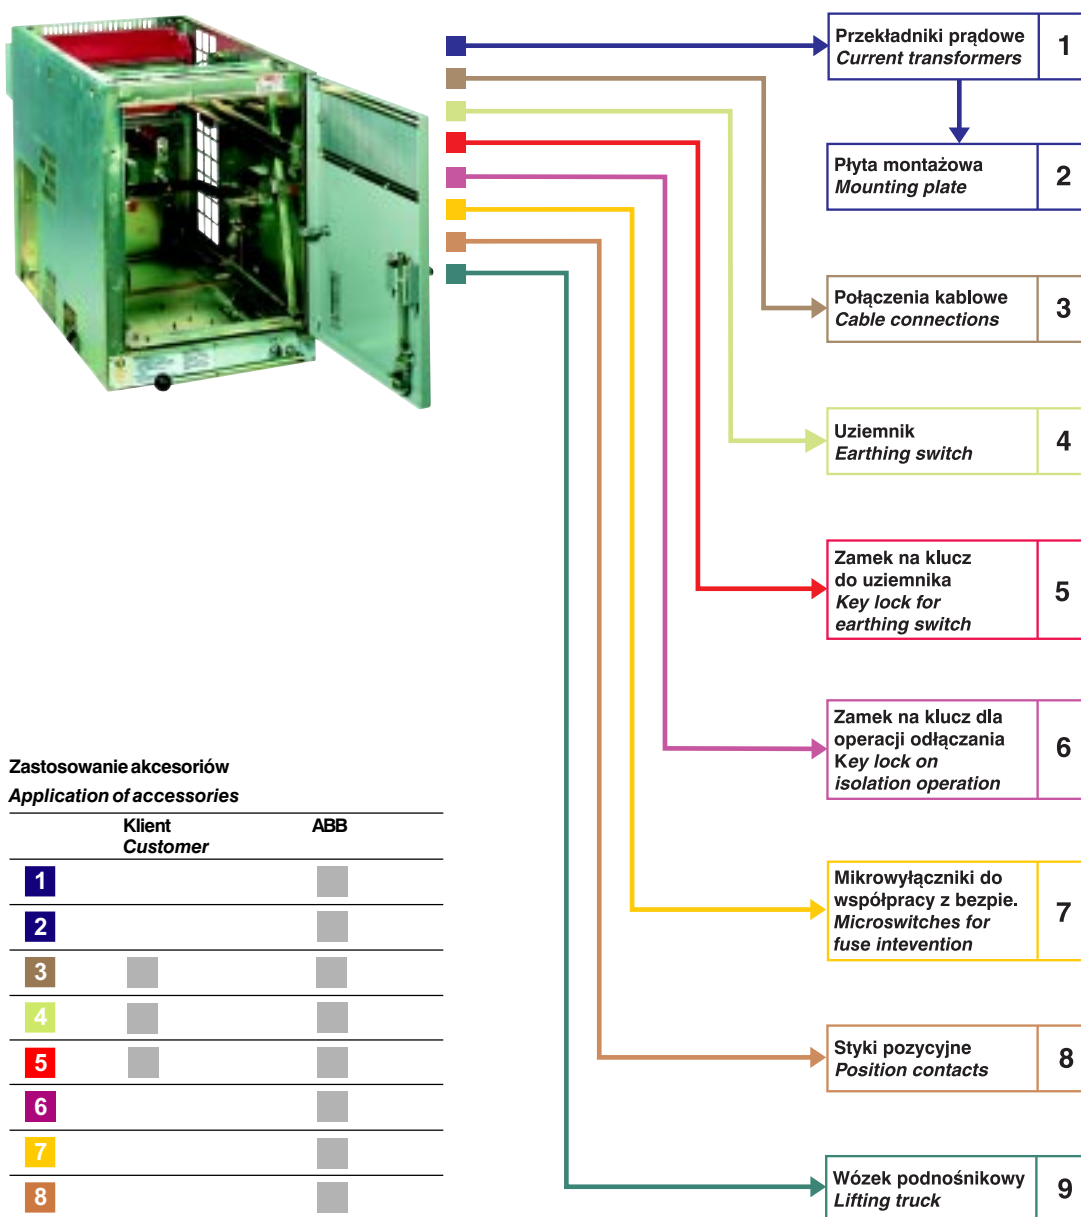 Przekładniki prądowe
Current transformers
1
Płyta montażowa
Mounting plate
2
Połączenia kablowe
Cable connections
3
Uziemnik
Earthing switch
4
Zamek na klucz
do uziemnika
Key lock for
earthing switch
5
Zamek na klucz dla
operacji odłączania
Key lock on
isolation operation
6
Mikrowyłączniki do
współpracy z bezpie.
Microswitches for
fuse intevention
7
Styki pozycyjne
Position contacts
8
Wózek podnośnikowy
Lifting truck
9
Zastosowanie akcesoriów
Application of accessories
Klient ABB
Customer
1
2
3
4
5
6
7
8